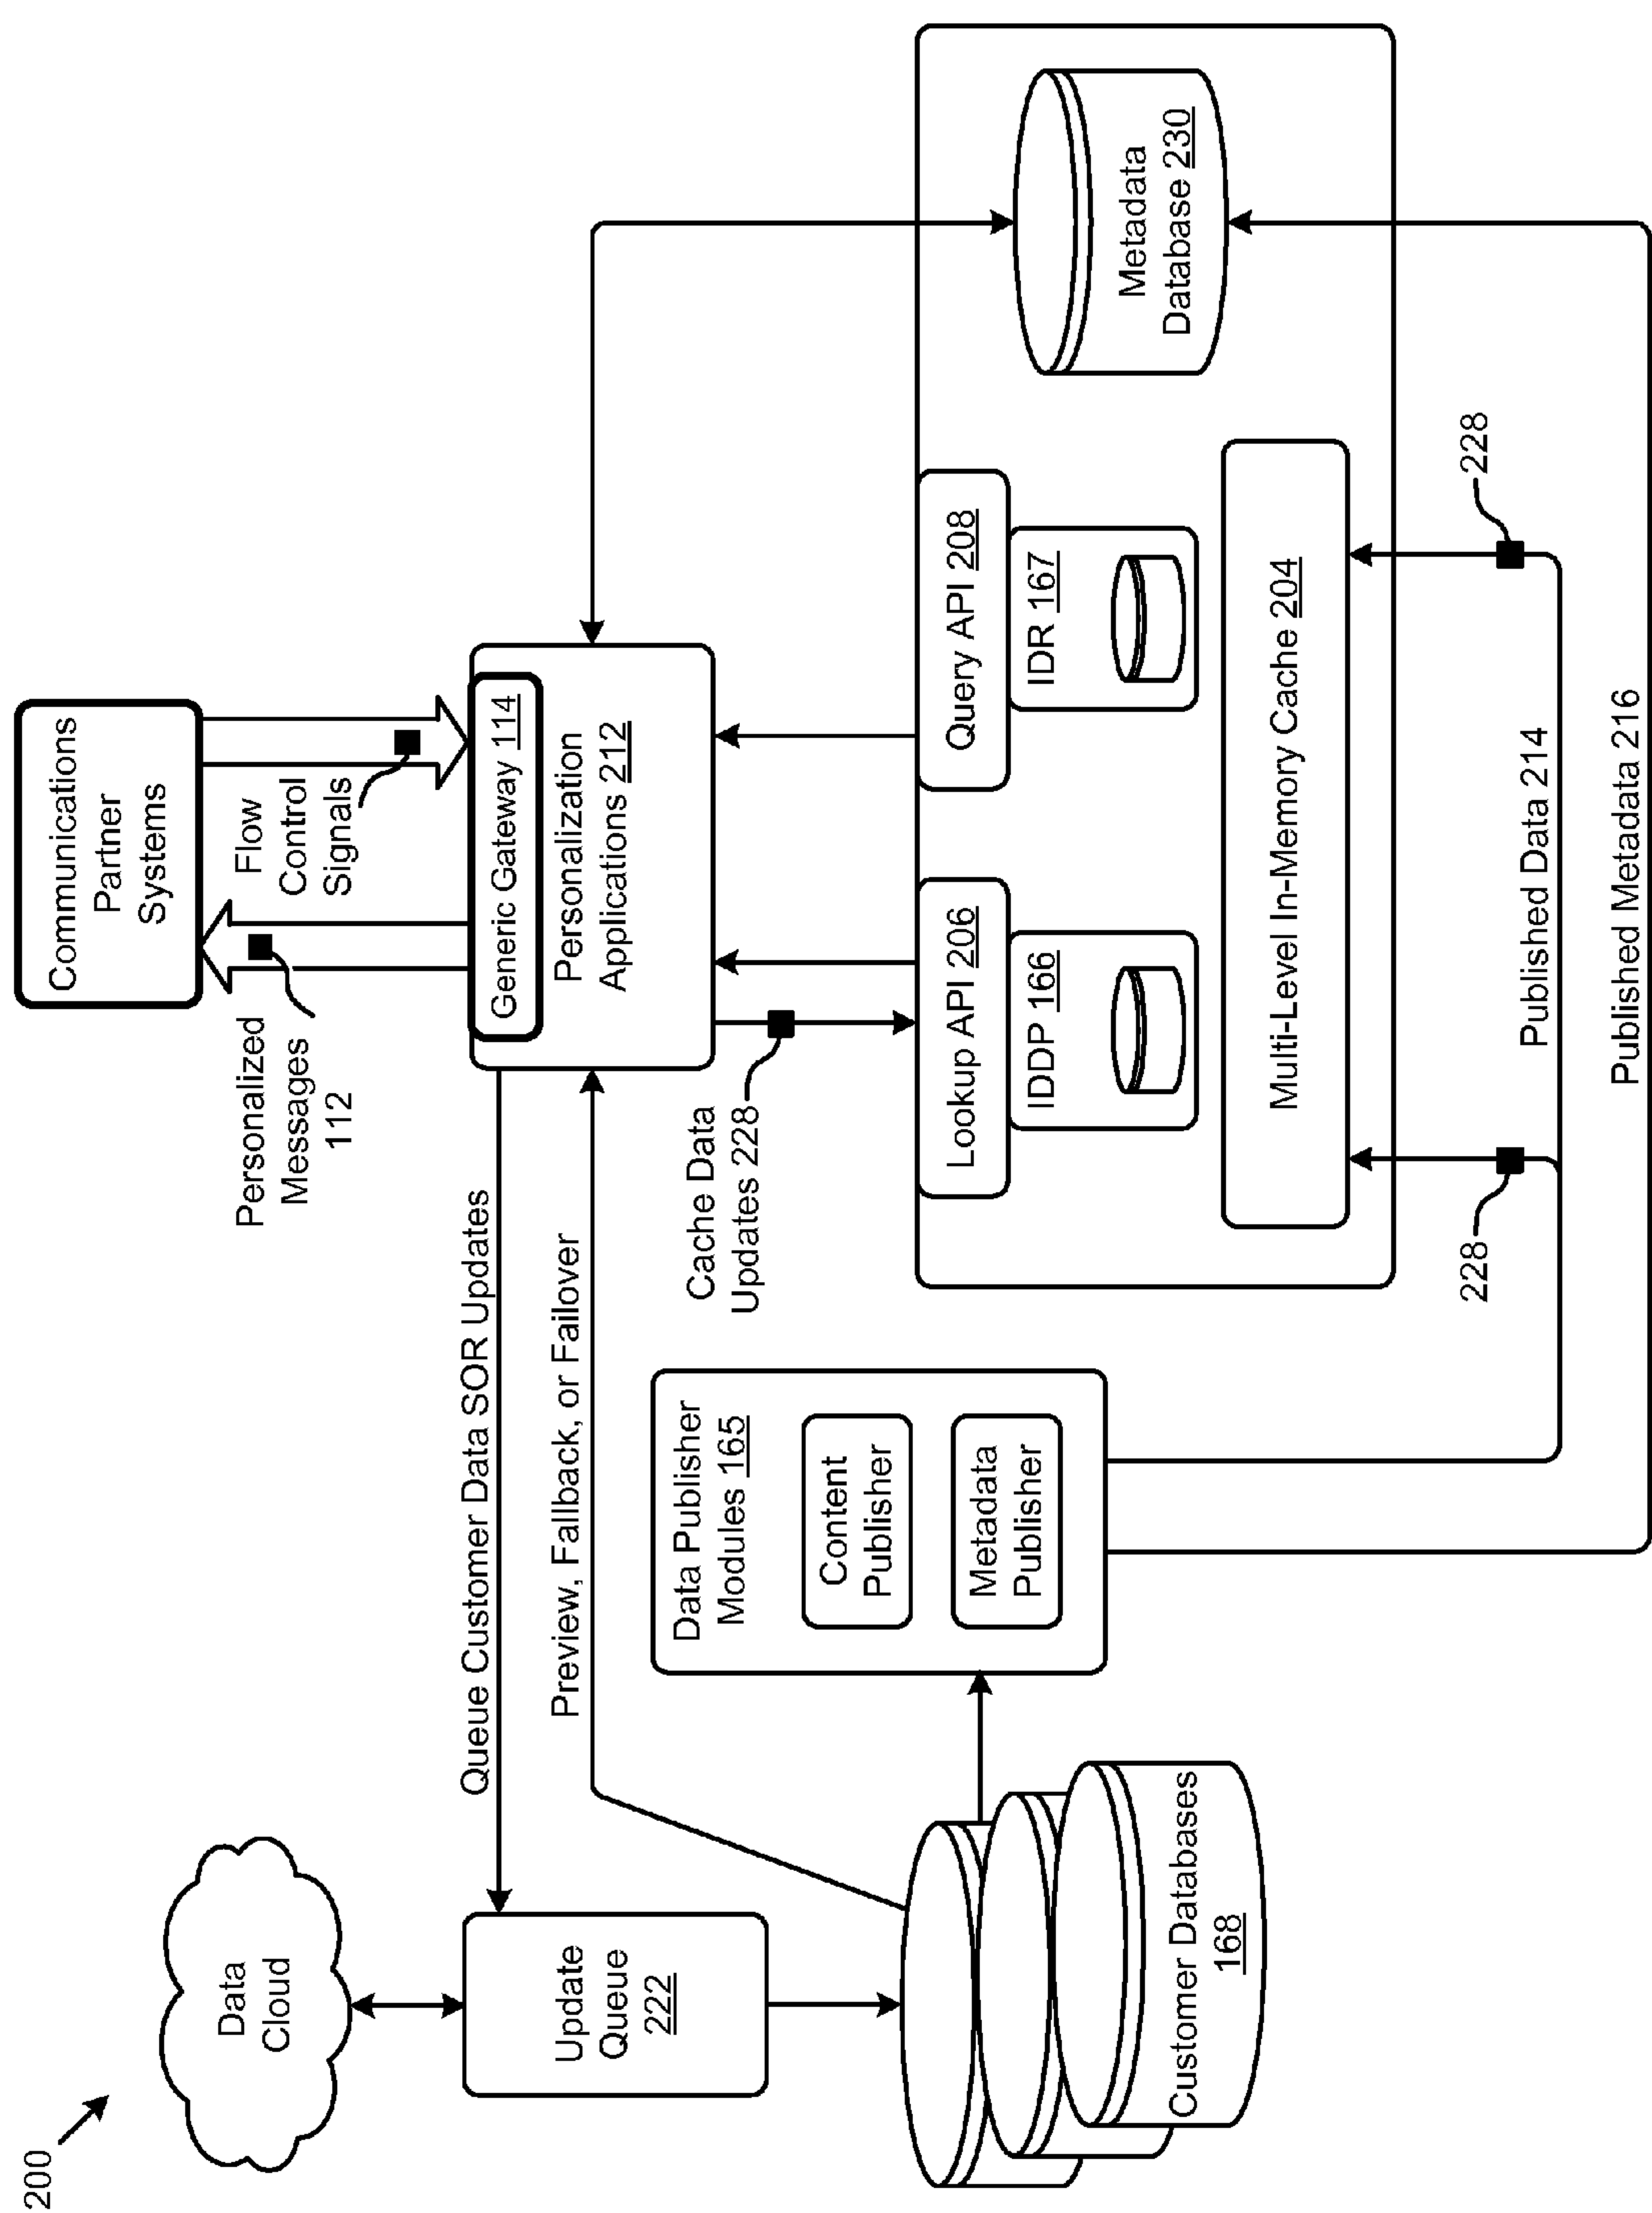 200
Data
Cloud
Update
Queue
222
Customer Databases
168
Queue Customer Data SOR Updates
Preview, Fallback, or Failover
Data Publisher
Modules 165
Content
Publisher
Metadata
Publisher
Communications
Partner
Systems
Personalized
Messages
112
Flow
Control
Signals
Generic Gateway 114
Personalization
Applications 212
Cache Data
Updates 228
Lookup API 206
IDDP 166
Query API 208
IDR 167
Multi-Level In-Memory Cache 204
Metadata
Database 230
228
228
Published Data 214
Published Metadata 216